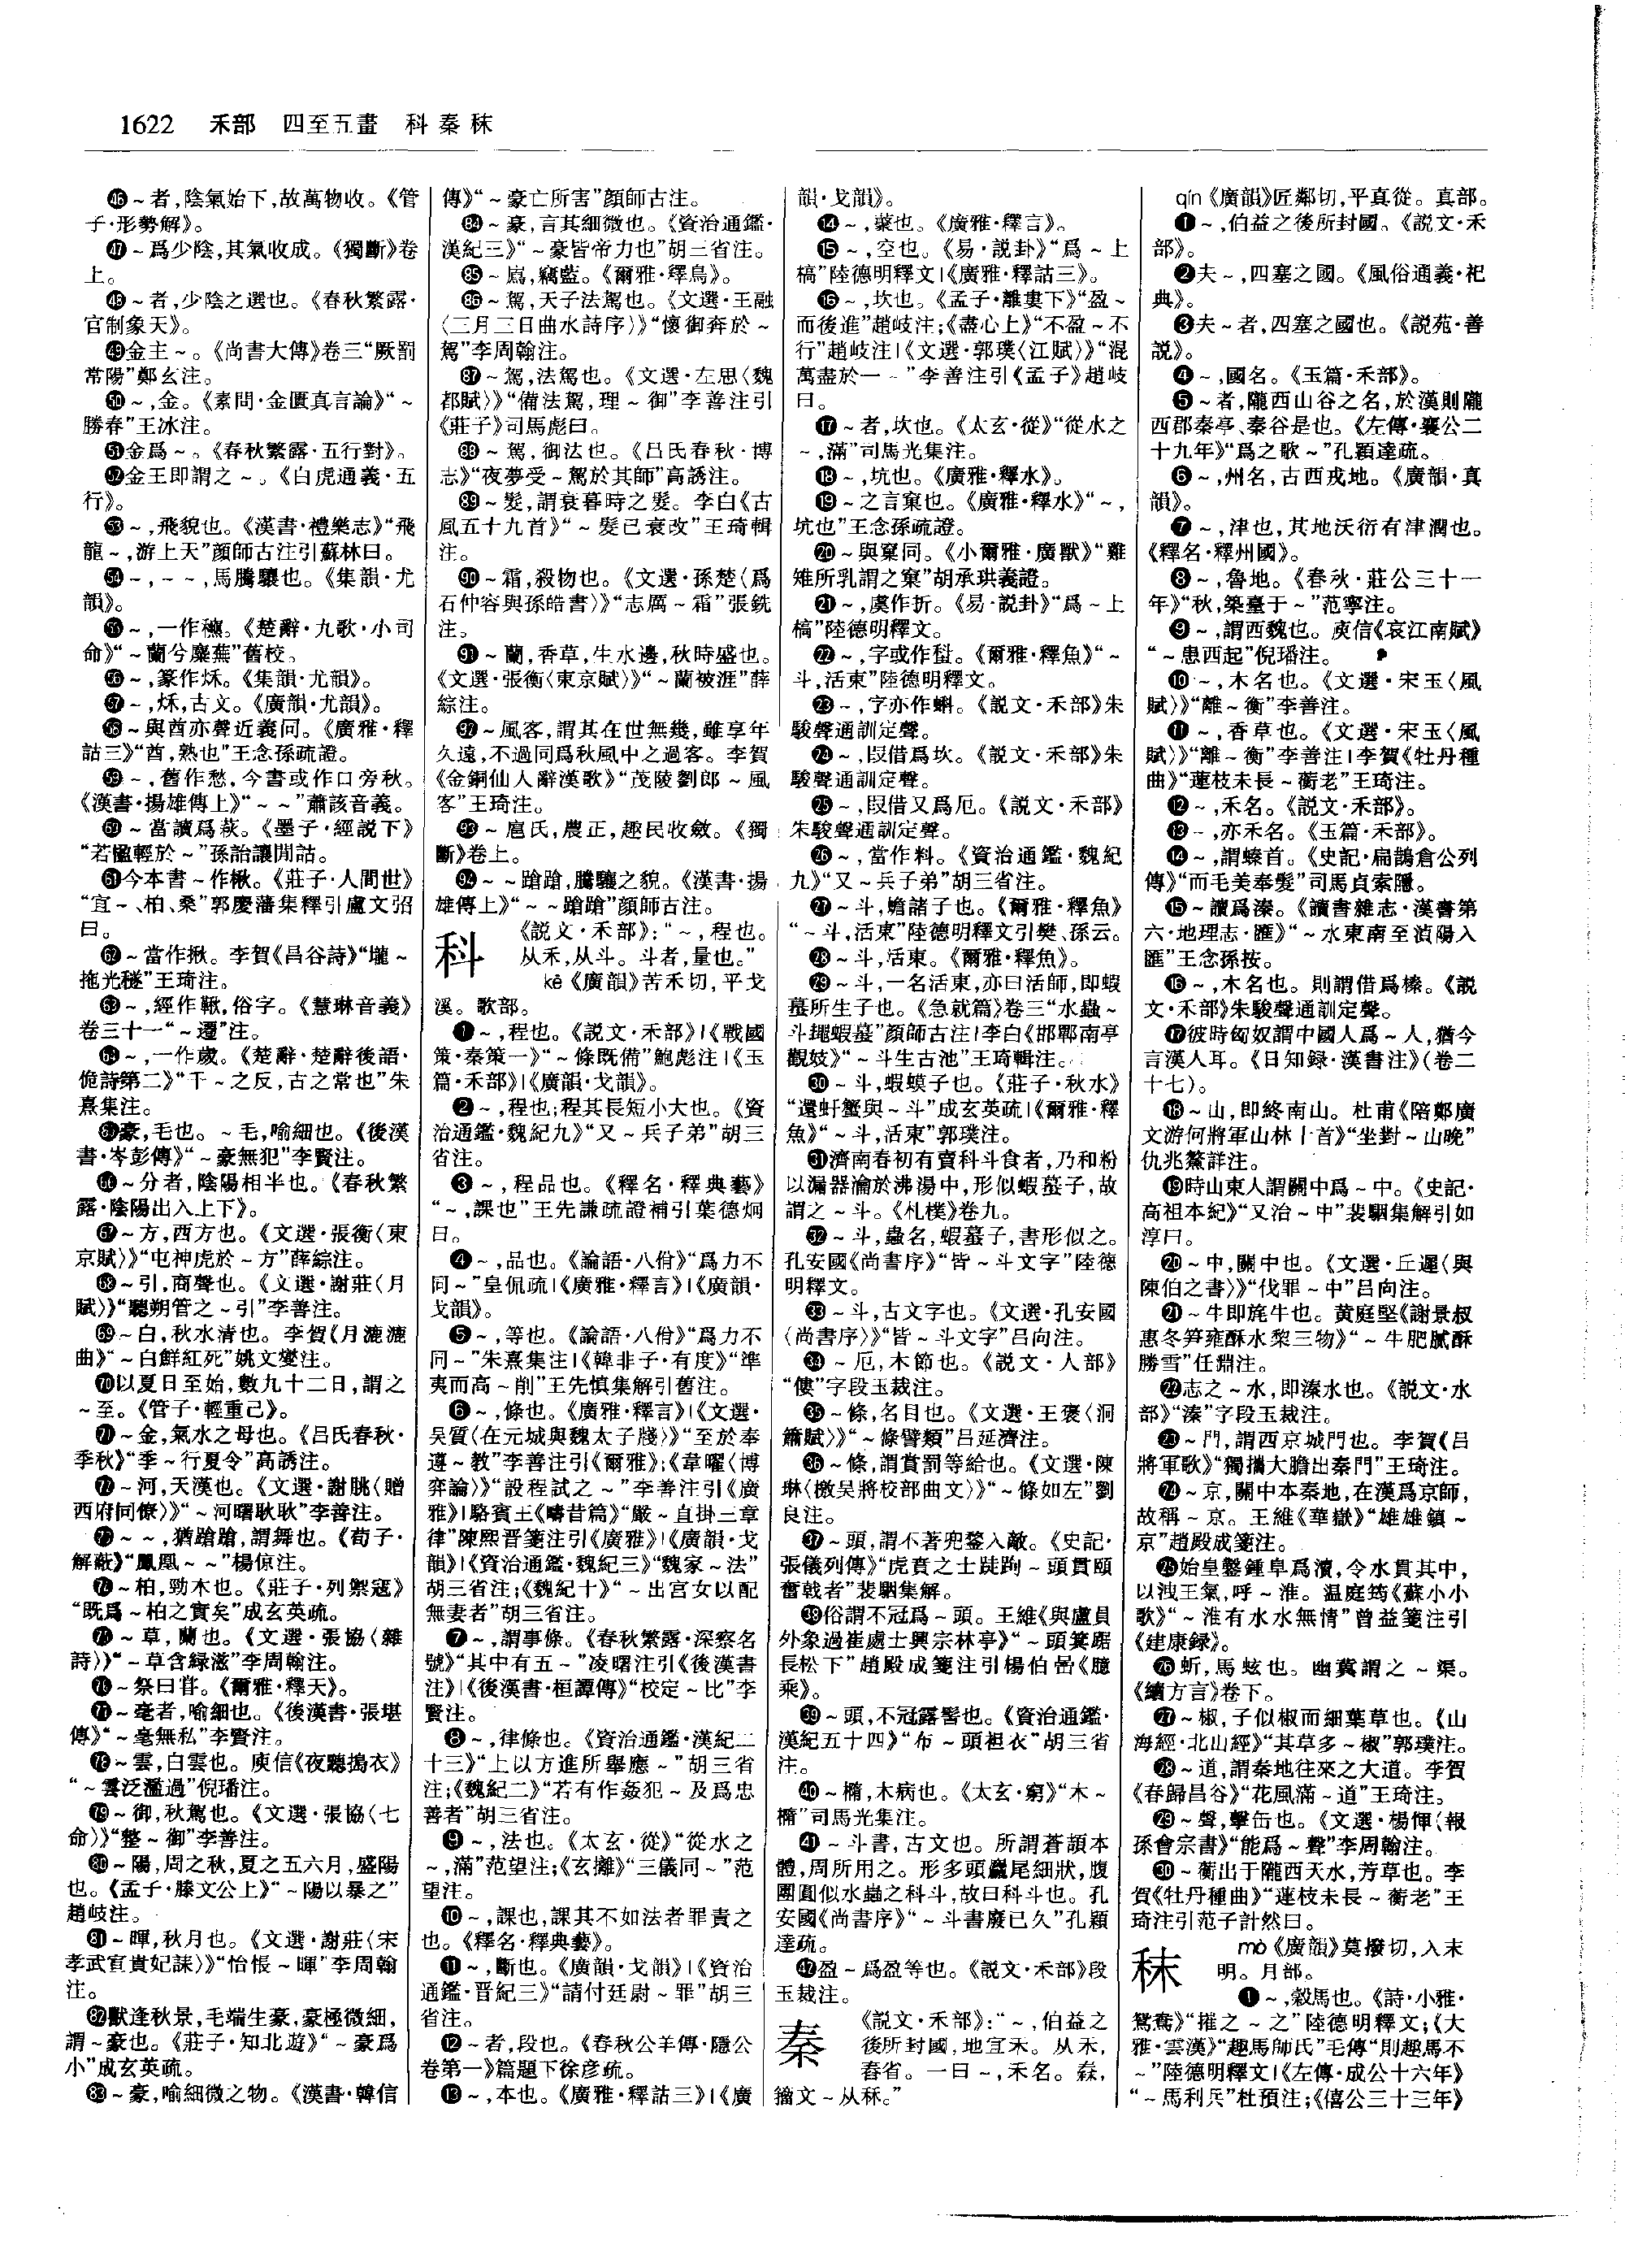 1622 禾部 四至五畫 科秦秣
㊻～者,陰氣始下,故萬物收。《管
子·形勢解》。
㊼～爲少陰,其氣收成。《獨斷》卷
上。
㊽～者,少陰之選也。《春秋繁露·
官制象天》。
㊾金主～。《尚書大傳》卷三“厥罰
常陽”鄭玄注。
㊿～,金。《素問·金匱真言論》“～
勝春”王冰注。
51金爲～。《春秋繁露·五行對》。
52金王即謂之～。《白虎通義·五
行》。
53～,飛貌也。《漢書·禮樂志》“飛
龍～,游上天”顏師古注引蘇林曰。
54～,～～,馬騰驤也。《集韻·尤
韻》。
55～,一作穮。《楚辭·九歌·小司
命》“～蘭兮麋蕪”舊校。
56～,篆作烁。《集韻·尤韻》。
57～,秌,古文。《廣韻·尤韻》。
58～與酋亦聲近義同。《廣雅·釋
詁三》“酋,熟也”王念孫疏證。
59～,舊作愁,今書或作口旁秋。
《漢書·揚雄傳上》“～～”蕭該音義。
60～當讀爲萩。《墨子·經説下》
“若楹輕於～”孫詒讓閒詁。
61今本書～作楸。《莊子·人間世》
“宜～、柏、桑”郭慶藩集釋引盧文弨
曰。
62～當作揪。李賀《昌谷詩》“壠～
拖光穟”王琦注。
63～,經作鞦,俗字。《慧琳音義》
卷三十一“～遷”注。
64～,一作歲。《楚辭·楚辭後語·
佹詩第二》“千～之反,古之常也”朱
熹集注。
65豪,毛也。～毛,喻細也。《後漢
書·岑彭傳》“～豪無犯”李賢注。
66～分者,陰陽相半也。《春秋繁
露·陰陽出入上下》。
67～方,西方也。《文選·張衡〈東
京賦〉》“屯神虎於～方”薛綜注。
68～引,商聲也。《文選·謝莊〈月
賦〉》“聽朔管之～引”李善注。
69～白,秋水清也。李賀《月漉漉
曲》“～白鮮紅死”姚文燮注。
70以夏日至始,數九十二日,謂之
～至。《管子·輕重己》。
71～金,氣水之母也。《吕氏春秋·
季秋》“季～行夏令”高誘注。
72～河,天漢也。《文選·謝朓〈贈
西府同僚〉》“～河曙耿耿”李善注。
73～～,猶蹌蹌,謂舞也。《荀子·
解蔽》“鳳凰～～”楊倞注。
74～柏,勁木也。《莊子·列禦寇》
“既爲～柏之實矣”成玄英疏。
75～草,蘭也。《文選·張協〈雜
詩〉》“～草含緑滋”李周翰注。
76～祭曰甞。《爾雅·釋天》。
77～毫者,喻細也。《後漢書·張堪
傳》“～毫無私”李賢注。
78～雲,白雲也。庾信《夜聽搗衣》
“～雲泛濫過”倪璠注。
79～御,秋駕也。《文選·張協〈七
命〉》“整～御”李善注。
80～陽,周之秋,夏之五六月,盛陽
也。《孟子·滕文公上》“～陽以暴之”
趙岐注。
81～暉,秋月也。《文選·謝莊〈宋
孝武宣貴妃誄〉》“怡悵～暉”李周翰
注。
82獸逢秋景,毛端生豪,豪極微細,
謂～豪也。《莊子·知北遊》“～豪爲
小”成玄英疏。
83～豪,喻細微之物。《漢書·韓信
傳》“～豪亡所害”顏師古注。
84～豪,言其細微也。《資治通鑑·
漢紀三》“～豪皆帝力也”胡三省注。
85～鳸,竊藍。《爾雅·釋鳥》。
86～駕,天子法駕也。《文選·王融
〈三月三日曲水詩序〉》“懷御奔於～
駕”李周翰注。
87～駕,法駕也。《文選·左思〈魏
都賦〉》“備法駕,理～御”李善注引
《莊子》司馬彪曰。
88～駕,御法也。《吕氏春秋·博
志》“夜夢受～駕於其師”高誘注。
89～髮,謂衰暮時之髮。李白《古
風五十九首》“～髮已衰改”王琦輯
注。
90～霜,殺物也。《文選·孫楚〈爲
石仲容與孫皓書〉》“志厲～霜”張銑
注。
91～蘭,香草,生水邊,秋時盛也。
《文選·張衡〈東京賦〉》“～蘭被涯”薛
綜注。
92～風客,謂其在世無幾,雖享年
久遠,不過同爲秋風中之過客。李賀
《金銅仙人辭漢歌》“茂陵劉郎～風
客”王琦注。
93～扈氏,農正,趣民收斂。《獨
斷》卷上。
94～～蹌蹌,騰驤之貌。《漢書·揚
雄傳上》“～～蹌蹌”顏師古注。
科
《説文·禾部》:“～,程也。
从禾,从斗。斗者,量也。”
kē《廣韻》苦禾切,平戈
溪。歌部。
❶～,程也。《説文·禾部》|《戰國
策·秦策一》“～條既備”鮑彪注|《玉
篇·禾部》|《廣韻·戈韻》。
❷～,程也;程其長短小大也。《資
治通鑑·魏紀九》“又～兵子弟”胡三
省注。
❸～,程品也。《釋名·釋典藝》
“～,課也”王先謙疏證補引葉德炯
曰。
❹～,品也。《論語·八佾》“爲力不
同～”皇侃疏|《廣雅·釋言》|《廣韻·
戈韻》。
❺～,等也。《論語·八佾》“爲力不
同～”朱熹集注|《韓非子·有度》“準
夷而高～削”王先慎集解引舊注。
❻～,條也。《廣雅·釋言》|《文選·
吴質〈在元城與魏太子牋〉》“至於奉
遵～教”李善注引《爾雅》;《韋曜〈博
弈論〉》“設程試之～”李善注引《廣
雅》|駱賓王《疇昔篇》“嚴～直掛三章
律”陳熙晋箋注引《廣雅》|《廣韻·戈
韻》|《資治通鑑·魏紀三》“魏家～法”
胡三省注;《魏紀十》“～出宫女以配
無妻者”胡三省注。
❼～,謂事條。《春秋繁露·深察名
號》“其中有五～”凌曙注引《後漢書
注》|《後漢書·桓譚傳》“校定～比”李
賢注。
❽～,律條也。《資治通鑑·漢紀二
十三》“上以方進所舉應～”胡三省
注;《魏紀二》“若有作姦犯～及爲忠
善者”胡三省注。
❾～,法也。《太玄·從》“從水之
～,滿”范望注;《玄攡》“三儀同～”范
望注。
❿～,課也,課其不如法者罪責之
也。《釋名·釋典藝》。
⓫～,斷也。《廣韻·戈韻》|《資治
通鑑·晋紀三》“請付廷尉～罪”胡三
省注。
⓬～者,段也。《春秋公羊傳·隱公
卷第一》篇題下徐彦疏。
⓭～,本也。《廣雅·釋詁三》|《廣
韻·戈韻》。
⓮～,蘖也。《廣雅·釋言》。
⓯～,空也。《易·説卦》“爲～上
槁”陸德明釋文|《廣雅·釋詁三》。
⓰～,坎也。《孟子·離婁下》“盈～
而後進”趙岐注;《盡心上》“不盈～不
行”趙岐注|《文選·郭璞〈江賦〉》“混
萬盡於一～”李善注引《孟子》趙岐
曰。
⓱～者,坎也。《太玄·從》“從水之
～,滿”司馬光集注。
⓲～,坑也。《廣雅·釋水》。
⓳～之言窠也。《廣雅·釋水》“～,
坑也”王念孫疏證。
⓴～與窠同。《小爾雅·廣獸》“雞
雉所乳謂之窠”胡承珙義證。
㉑～,虞作折。《易·説卦》“爲～上
槁”陸德明釋文。
㉒～,字或作䖯。《爾雅·釋魚》“～
斗,活東”陸德明釋文。
㉓～,字亦作蝌。《説文·禾部》朱
駿聲通訓定聲。
㉔～,叚借爲坎。《説文·禾部》朱
駿聲通訓定聲。
㉕～,叚借又爲厄。《説文·禾部》
朱駿聲通訓定聲。
㉖～,當作料。《資治通鑑·魏紀
九》“又～兵子弟”胡三省注。
㉗～斗,蟾諸子也。《爾雅·釋魚》
“～斗,活東”陸德明釋文引樊、孫云。
㉘～斗,活東。《爾雅·釋魚》。
㉙～斗,一名活東,亦曰活師,即蝦
蟇所生子也。《急就篇》卷三“水蟲～
斗䵷蝦蟇”顏師古注|李白《邯鄲南亭
觀妓》“～斗生古池”王琦輯注。
㉚～斗,蝦蟆子也。《莊子·秋水》
“還虷蟹與～斗”成玄英疏|《爾雅·釋
魚》“～斗,活東”郭璞注。
㉛濟南春初有賣科斗食者,乃和粉
以漏器瀹於沸湯中,形似蝦蟇子,故
謂之～斗。《札樸》卷九。
㉜～斗,蟲名,蝦蟇子,書形似之。
孔安國《尚書序》“皆～斗文字”陸德
明釋文。
㉝～斗,古文字也。《文選·孔安國
〈尚書序〉》“皆～斗文字”吕向注。
㉞～厄,木節也。《説文·人部》
“僂”字段玉裁注。
㉟～條,名目也。《文選·王褒〈洞
簫賦〉》“～條譬類”吕延濟注。
㊱～條,謂賞罰等給也。《文選·陳
琳〈檄吴將校部曲文〉》“～條如左”劉
良注。
㊲～頭,謂不著兜鍪入敵。《史記·
張儀列傳》“虎賁之士跿跔～頭貫頤
奮戟者”裴駰集解。
㊳俗謂不冠爲～頭。王維《與盧員
外象過崔處士興宗林亭》“～頭箕踞
長松下”趙殿成箋注引楊伯嵒《臆
乘》。
㊴～頭,不冠露髻也。《資治通鑑·
漢紀五十四》“布～頭袒衣”胡三省
注。
㊵～橢,木病也。《太玄·窮》“木～
橢”司馬光集注。
㊶～斗書,古文也。所謂蒼頡本
體,周所用之。形多頭麤尾細狀,腹
團圓似水蟲之科斗,故曰科斗也。孔
安國《尚書序》“～斗書廢已久”孔穎
達疏。
㊷盈～爲盈等也。《説文·禾部》段
玉裁注。
秦
《説文·禾部》:“～,伯益之
後所封國,地宜禾。从禾,
舂省。一曰～,禾名。𥠼,
籀文～从秝。”
qín《廣韻》匠鄰切,平真從。真部。
❶～,伯益之後所封國。《説文·禾
部》。
❷夫～,四塞之國。《風俗通義·祀
典》。
❸夫～者,四塞之國也。《説苑·善
説》。
❹～,國名。《玉篇·禾部》。
❺～者,隴西山谷之名,於漢則隴
西郡秦亭、秦谷是也。《左傳·襄公二
十九年》“爲之歌～”孔穎達疏。
❻～,州名,古西戎地。《廣韻·真
韻》。
❼～,津也,其地沃衍有津潤也。
《釋名·釋州國》。
❽～,魯地。《春秋·莊公三十一
年》“秋,築臺于～”范寧注。
❾～,謂西魏也。庾信《哀江南賦》
“～患西起”倪璠注。
❿～,木名也。《文選·宋玉〈風
賦〉》“離～衡”李善注。
⓫～,香草也。《文選·宋玉〈風
賦〉》“離～衡”李善注|李賀《牡丹種
曲》“蓮枝未長～蘅老”王琦注。
⓬～,禾名。《説文·禾部》。
⓭～,亦禾名。《玉篇·禾部》。
⓮～,謂螓首。《史記·扁鵲倉公列
傳》“而毛美奉髮”司馬貞索隱。
⓯～讀爲溱。《讀書雜志·漢書第
六·地理志·匯》“～水東南至湞陽入
匯”王念孫按。
⓰～,木名也。則謂借爲榛。《説
文·禾部》朱駿聲通訓定聲。
⓱彼時匈奴謂中國人爲～人,猶今
言漢人耳。《日知録·漢書注》(卷二
十七)。
⓲～山,即終南山。杜甫《陪鄭廣
文游何將軍山林十首》“坐對～山晚”
仇兆鰲詳注。
⓳時山東人謂關中爲～中。《史記·
高祖本紀》“又治～中”裴駰集解引如
淳曰。
⓴～中,關中也。《文選·丘遲〈與
陳伯之書〉》“伐罪～中”吕向注。
㉑～牛即旄牛也。黄庭堅《謝景叔
惠冬笋雍酥水棃三物》“～牛肥膩酥
勝雪”任淵注。
㉒志之～水,即溱水也。《説文·水
部》“溱”字段玉裁注。
㉓～門,謂西京城門也。李賀《吕
將軍歌》“獨攜大膽出秦門”王琦注。
㉔～京,關中本秦地,在漢爲京師,
故稱～京。王維《華嶽》“雄雄鎮～
京”趙殿成箋注。
㉕始皇鑿鍾阜爲瀆,令水貫其中,
以洩王氣,呼～淮。温庭筠《蘇小小
歌》“～淮有水水無情”曾益箋注引
《建康録》。
㉖蚚,馬蚿也。幽冀謂之～渠。
《續方言》卷下。
㉗～椒,子似椒而細葉草也。《山
海經·北山經》“其草多～椒”郭璞注。
㉘～道,謂秦地往來之大道。李賀
《春歸昌谷》“花風滿～道”王琦注。
㉙～聲,擊缶也。《文選·楊惲〈報
孫會宗書〉》“能爲～聲”李周翰注。
㉚～蘅出于隴西天水,芳草也。李
賀《牡丹種曲》“蓮枝未長～蘅老”王
琦注引范子計然曰。
秣
mò《廣韻》莫撥切,入末
明。月部。
❶～,穀馬也。《詩·小雅·
鴛鴦》“摧之～之”陸德明釋文;《大
雅·雲漢》“趣馬師氏”毛傳“則趣馬不
～”陸德明釋文|《左傳·成公十六年》
“～馬利兵”杜預注;《僖公三十三年》